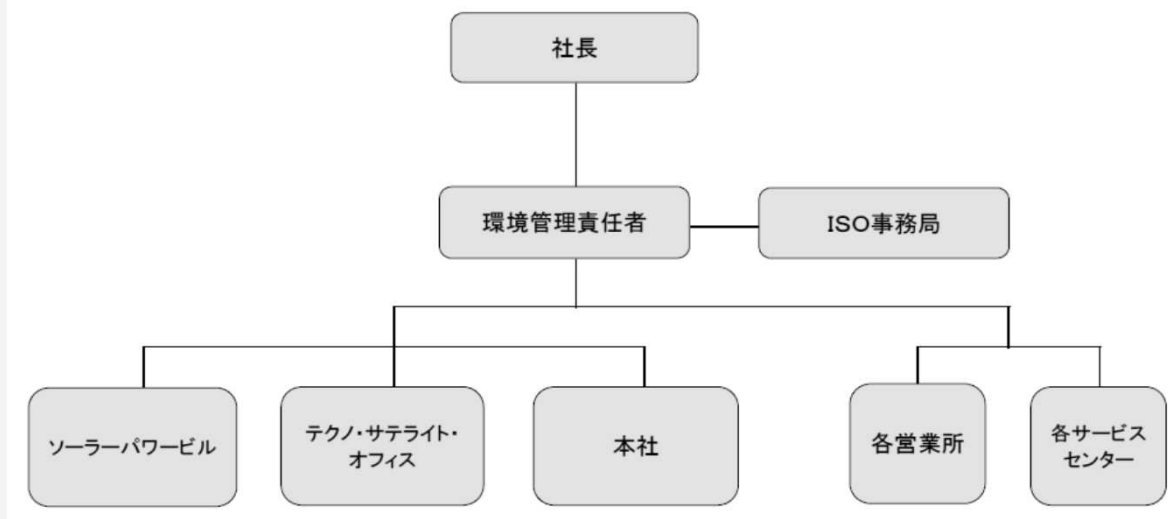 社長
環境管理責任者
ISO事務局
ソーラーパワービル
テクノ・サテライト・
オフィス
本社
各営業所
各サービス
センター